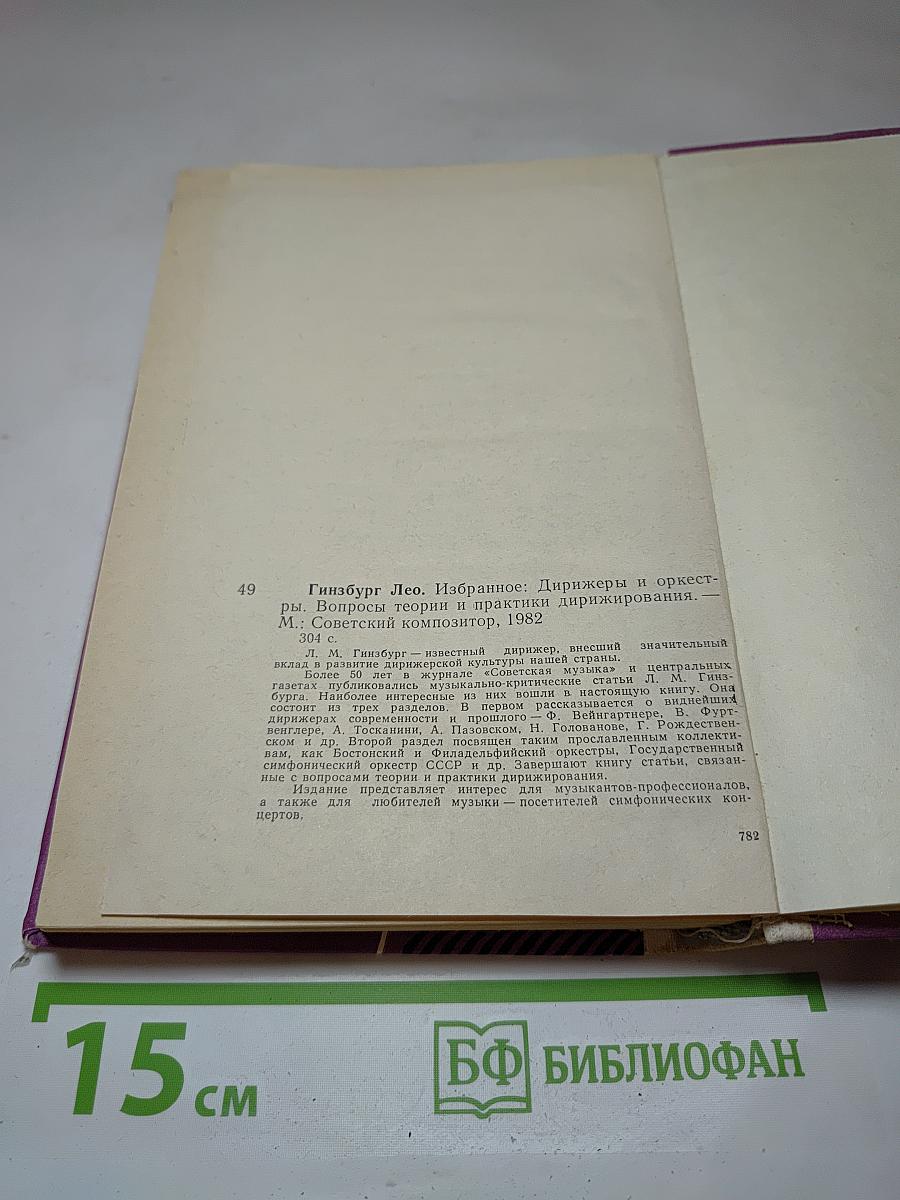 49 Гинзбург Лео. Избранное: Дирижеры и оркест-
ры. Вопросы теории и практики дирижирования. —
М.: Советский композитор, 1982
304 с.
Л. М. Гинзбург — известный дирижер, внесший значительный
вклад в развитие дирижерской культуры нашей страны.
Более 50 лет в журнале «Советская музыка» и центральных
газетах публиковались музыкально-критические статьи Л. М. Гинз-
бурга. Наиболее интересные из них вошли в настоящую книгу. Она
состоит из трех разделов. В первом рассказывается о виднейших
дирижерах современности и прошлого — Ф. Вейнгартнере, В. Фурт-
венглере, А. Тосканини, А. Пазовском, Н. Голованове, Г. Рождествен-
ском и др. Второй раздел посвящен таким прославленным коллекти-
вам, как Бостонский и Филадельфийский оркестры, Государственный
симфонический оркестр СССР и др. Завершают книгу статьи, связан-
ные с вопросами теории и практики дирижирования.
Издание представляет интерес для музыкантов-профессионалов,
а также для любителей музыки — посетителей симфонических кон-
цертов.
782
15 см
БФ БИБЛИОФАН